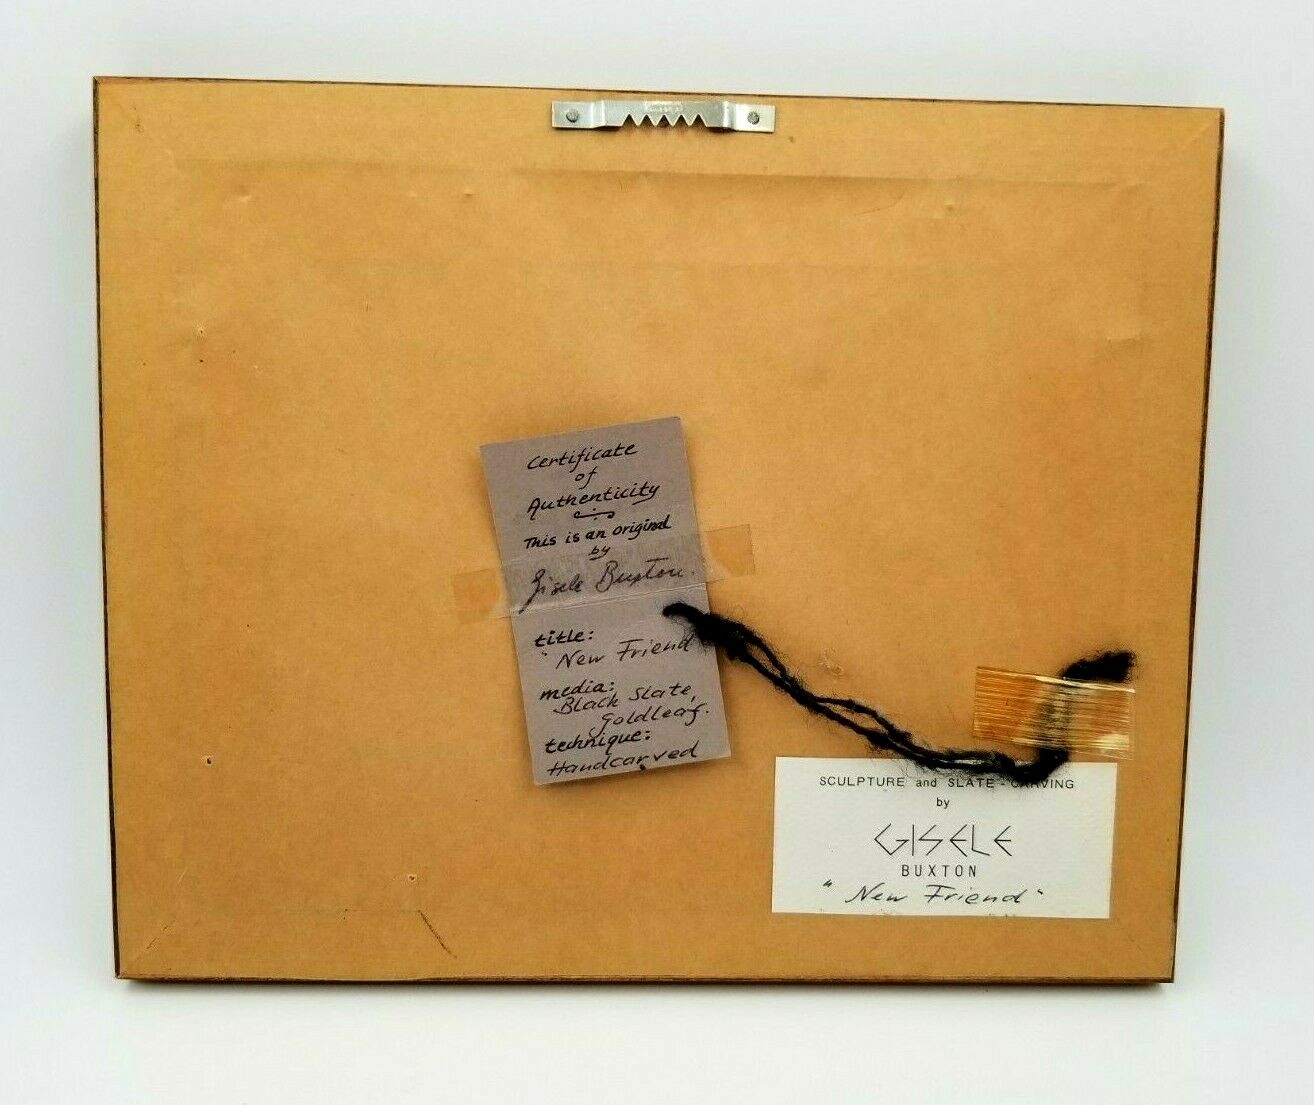 Certificate
of
Authenticity
This is an original
by
Gisele Buxton.
title:
"New Friend
media:
Black Slate,
Goldleaf.
technique:
Handcarved
SCULPTURE and SLATE - CARVING
by
GISELE
BUXTON
"New Friend"